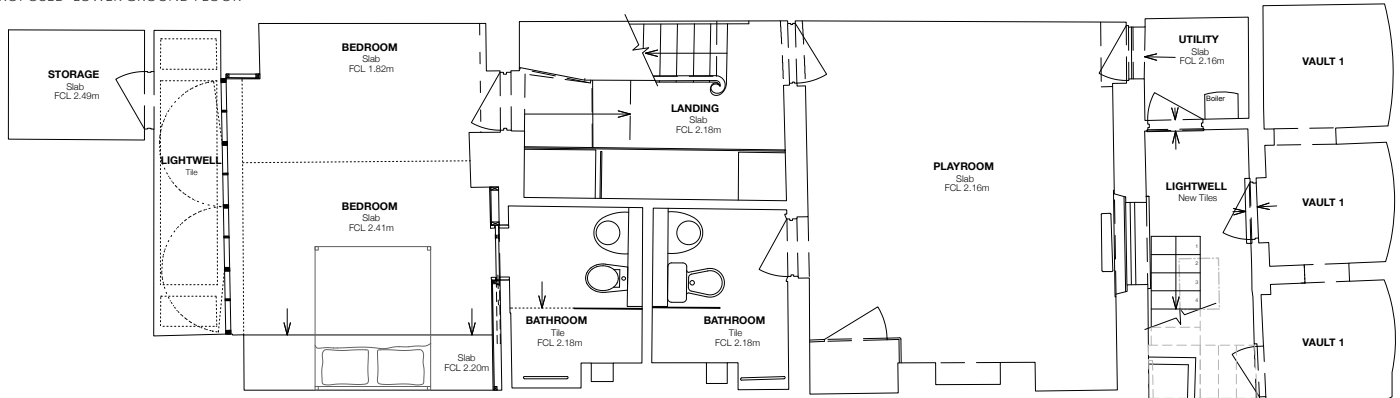 STORAGE
Slab
FCL 2.49m
LIGHTWELL
Tile
BEDROOM
Slab
FCL 1.82m
BEDROOM
Slab
FCL 2.41m
Slab
FCL 2.20m
LANDING
Slab
FCL 2.18m
BATHROOM
Tile
FCL 2.18m
BATHROOM
Tile
FCL 2.18m
PLAYROOM
Slab
FCL 2.16m
UTILITY
Slab
FCL 2.16m
Boiler
LIGHTWELL
New Tiles
1
2
3
4
VAULT 1
VAULT 1
VAULT 1